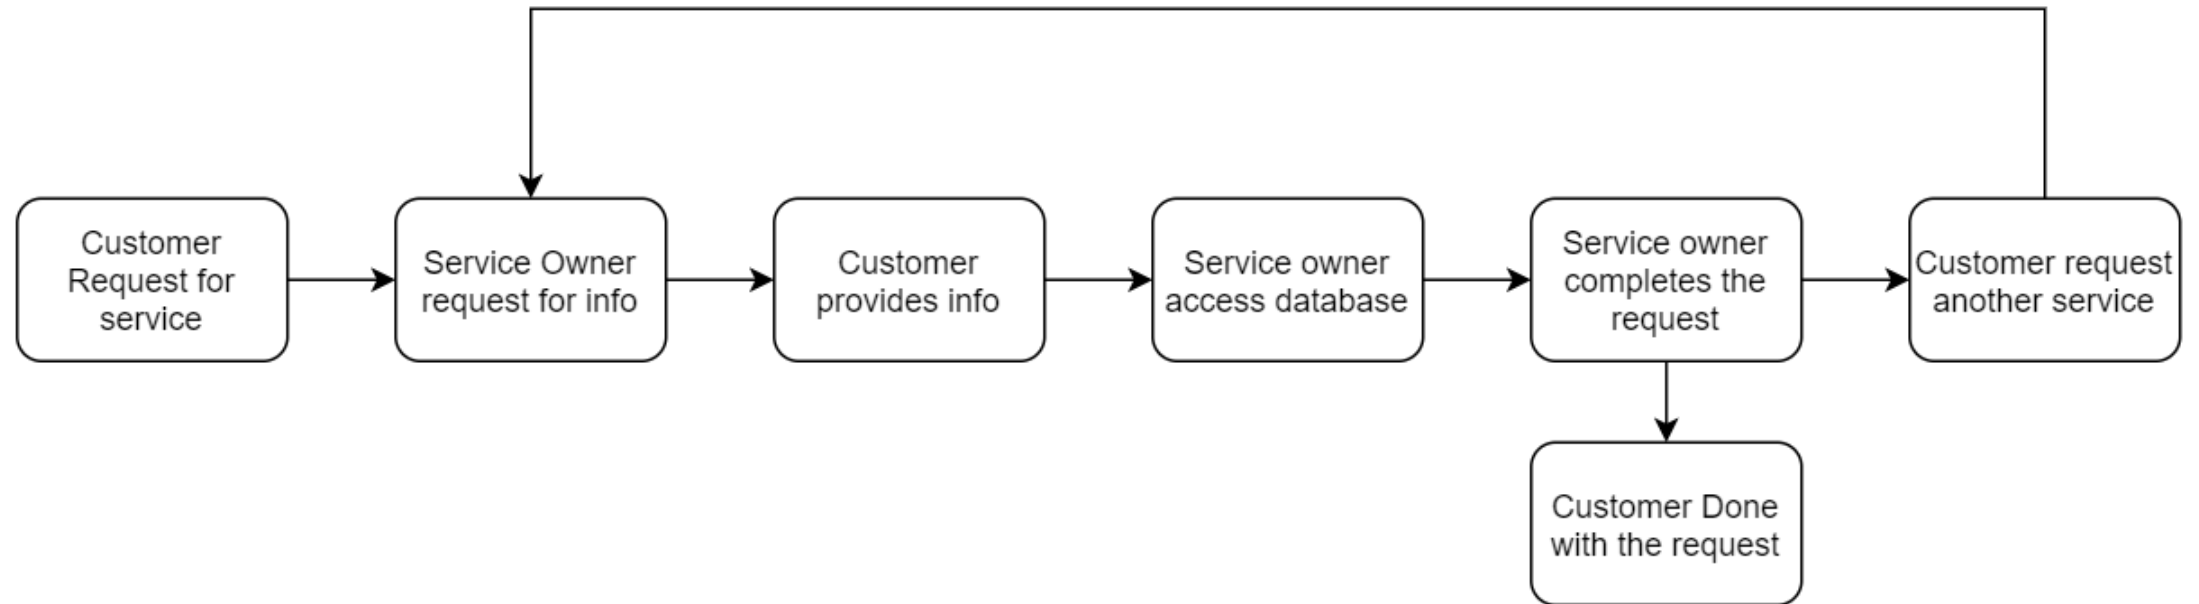 Customer
Request for
service
Service Owner
request for info
Customer
provides info
Service owner
access database
Service owner
completes the
request
Customer request
another service
Customer Done
with the request